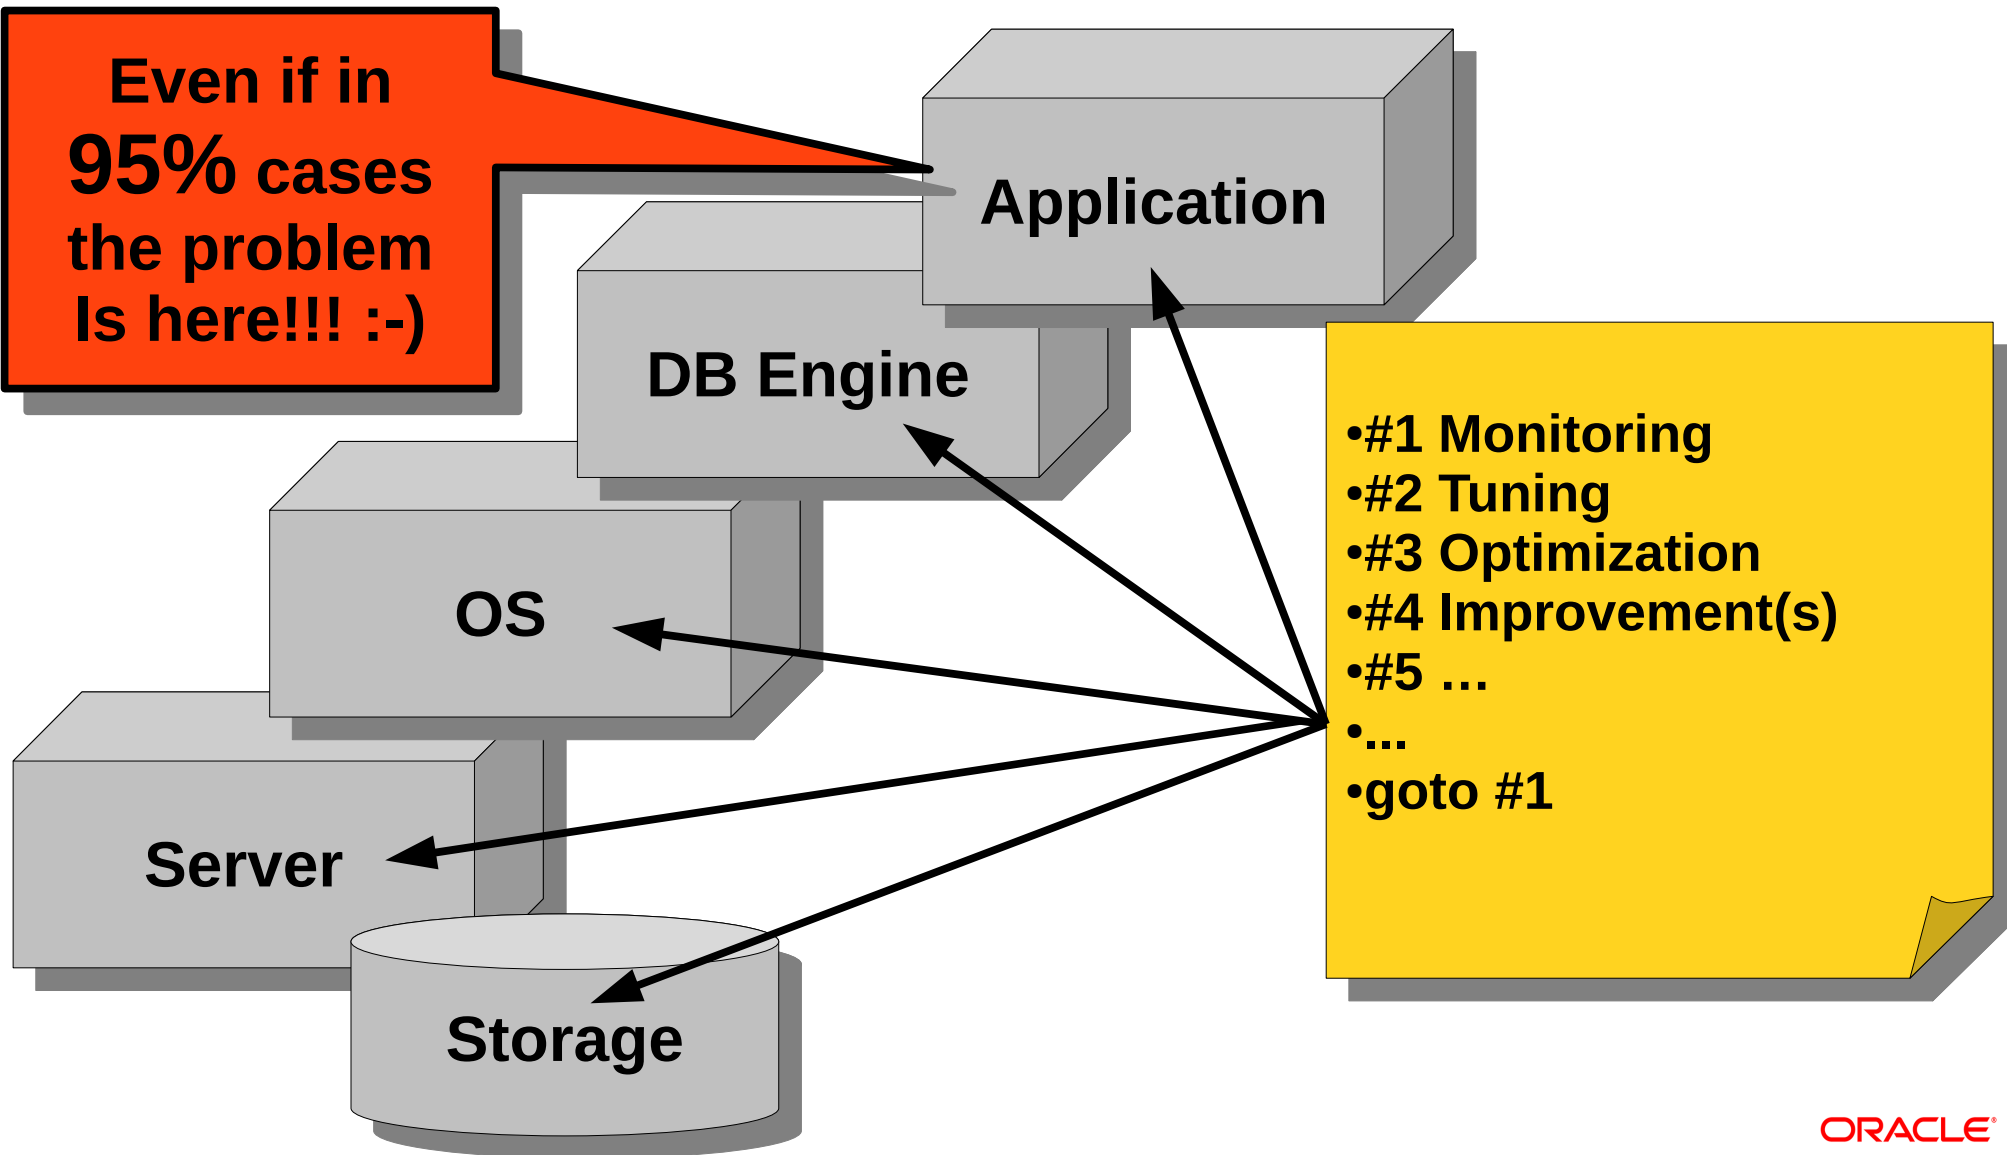 Even if in
95% cases
the problem
Is here!!! :-)
Application
DB Engine
OS
Server
Storage
•#1 Monitoring
•#2 Tuning
•#3 Optimization
•#4 Improvement(s)
•#5 …
•...
•goto #1
ORACLE®